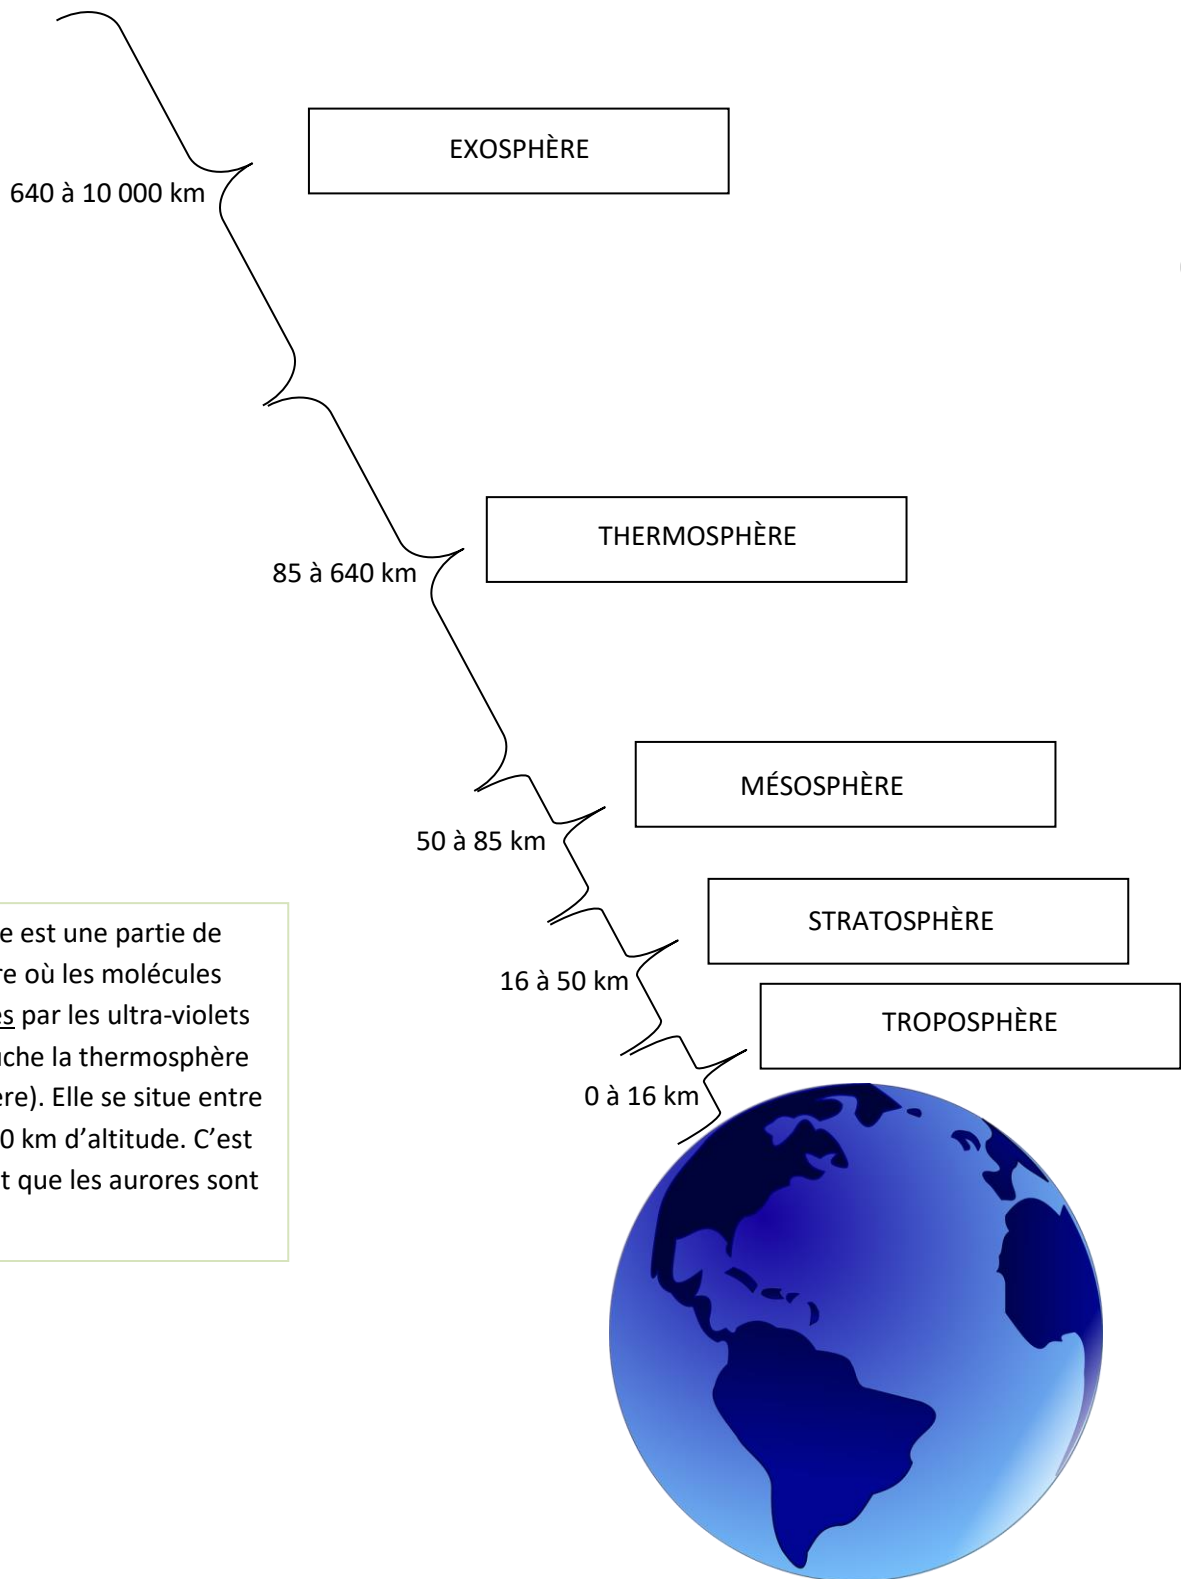 EXOSPHÈRE
640 à 10 000 km
THERMOSPHÈRE
85 à 640 km
MÉSOSPHÈRE
50 à 85 km
STRATOSPHÈRE
16 à 50 km
TROPOSPHÈRE
0 à 16 km
e est une partie de
re où les molécules
es par les ultra-violets
uche la thermosphère
ère). Elle se situe entre
0 km d’altitude. C’est
t que les aurores sont